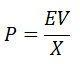 P = EV/X